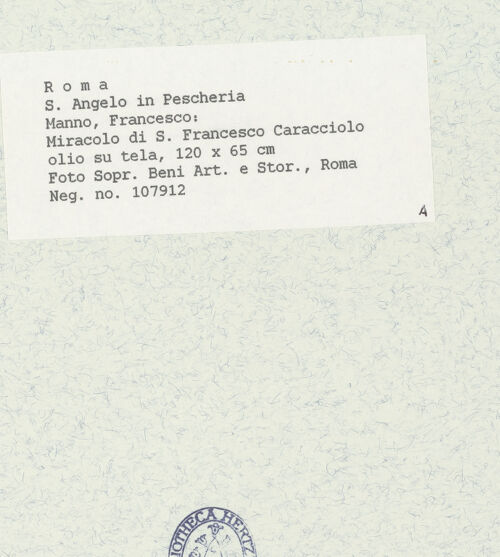 R o m a
S. Angelo in Pescheria
Manno, Francesco:
Miracolo di S. Francesco Caracciolo
olio su tela, 120 x 65 cm
Foto Sopr. Beni Art. e Stor., Roma
Neg. no. 107912
A